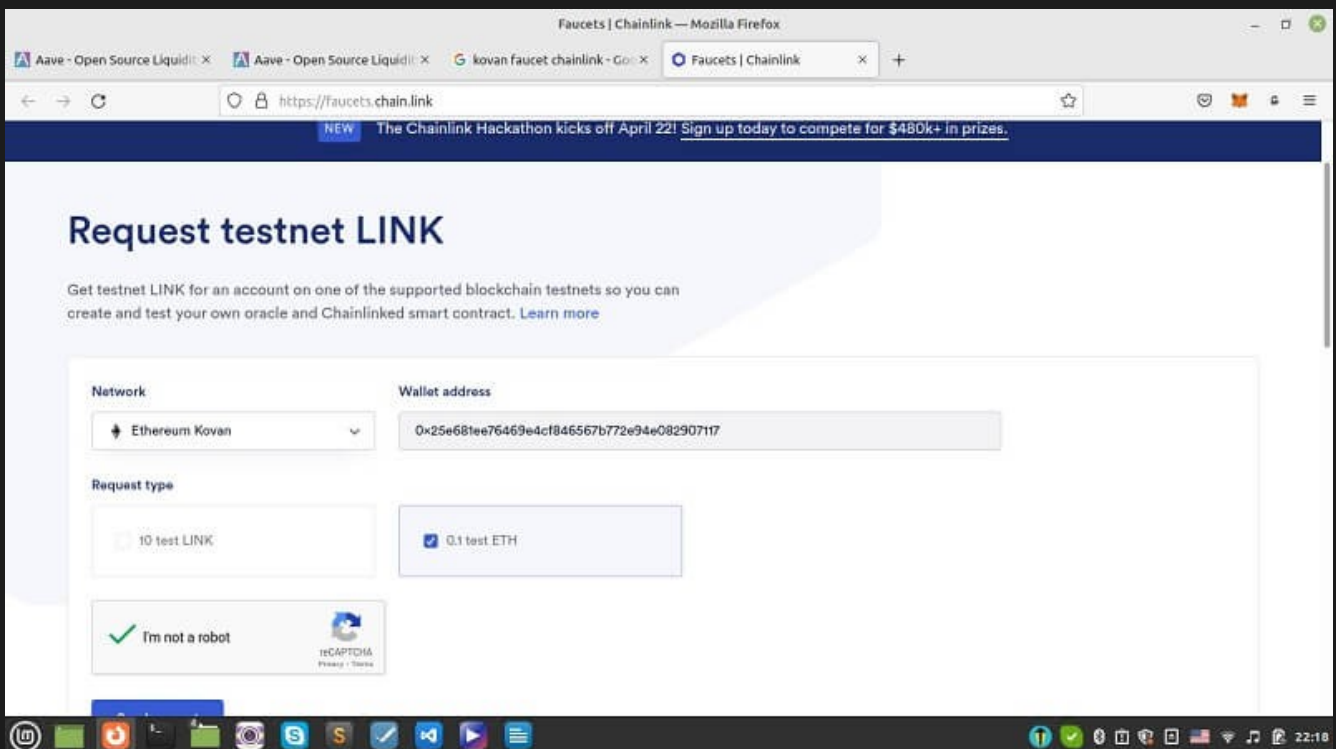 Faucets | Chainlink — Mozilla Firefox
Aave - Open Source Liquidit
Aave - Open Source Liquidit
kovan faucet chainlink - Goo
Faucets | Chainlink
https://faucets.chain.link
NEW The Chainlink Hackathon kicks off April 22! Sign up today to compete for $480k+ in prizes.
Request testnet LINK
Get testnet LINK for an account on one of the supported blockchain testnets so you can
create and test your own oracle and Chainlinked smart contract. Learn more
Network
Wallet address
Ethereum Kovan
0x25e681ee76469e4cf846567b772e94e082907117
Request type
10 test LINK
0.1 test ETH
I'm not a robot
reCAPTCHA
Privacy - Terms
22:18